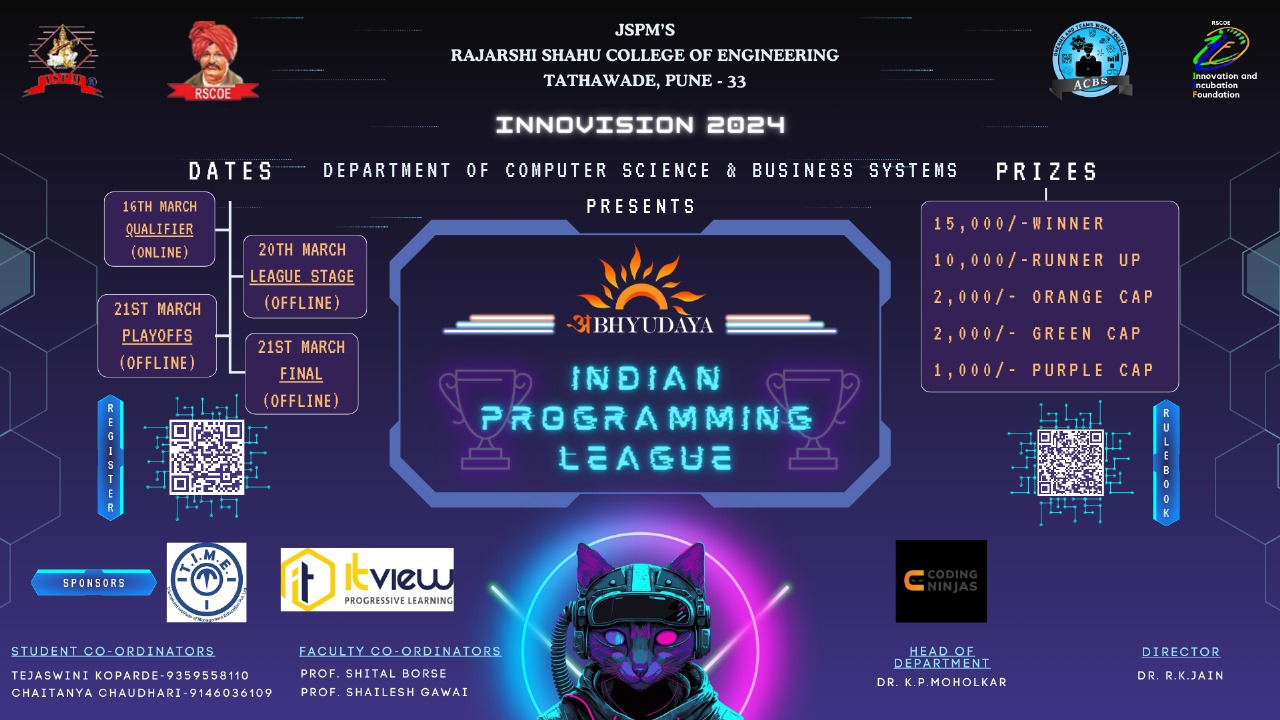 JSPM'S
RAJARSHI SHAHU COLLEGE OF ENGINEERING
TATHAWADE, PUNE - 33
RSCOE
ACBS
RSCOE
Innovation and
Incubation
Foundation
INNOVISION 2024
DEPARTMENT OF COMPUTER SCIENCE & BUSINESS SYSTEMS
PRESENTS
DATES
16TH MARCH
QUALIFIER
(ONLINE)
20TH MARCH
LEAGUE STAGE
(OFFLINE)
21ST MARCH
PLAYOFFS
(OFFLINE)
21ST MARCH
FINAL
(OFFLINE)
अBHYUDAYA
INDIAN
PROGRAMMING
LEAGUE
PRIZES
15,000/-WINNER
10,000/-RUNNER UP
2,000/- ORANGE CAP
2,000/- GREEN CAP
1,000/- PURPLE CAP
REGISTER
RULEBOOK
SPONSORS
T.I.M.E.
it itview
PROGRESSIVE LEARNING
CODING
NINJAS
STUDENT CO-ORDINATORS
TEJASWINI KOPARDE-9359558110
CHAITANYA CHAUDHARI-9146036109
FACULTY CO-ORDINATORS
PROF. SHITAL BORSE
PROF. SHAILESH GAWAI
HEAD OF
DEPARTMENT
DR. K.P.MOHOLKAR
DIRECTOR
DR. R.K.JAIN